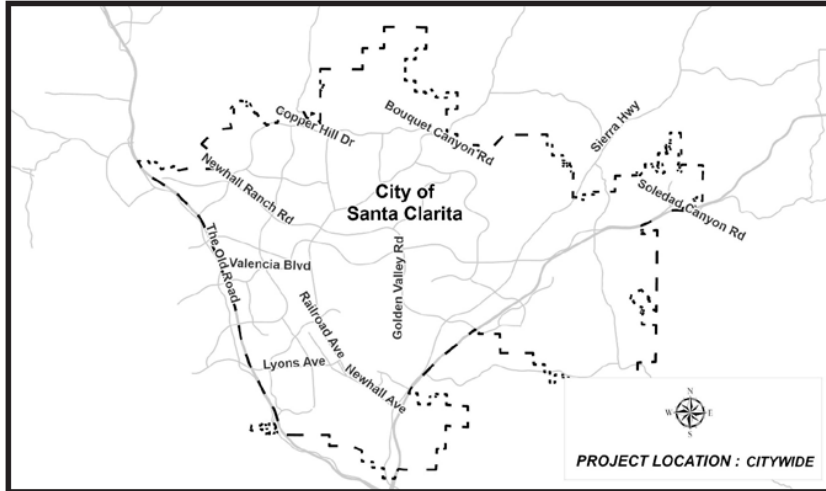 Copper Hill Dr
Bouquet Canyon Rd
Sierra Hwy
Newhall Ranch Rd
City of
Santa Clarita
Soledad Canyon Rd
The Old Road
Valencia Blvd
Golden Valley Rd
Railroad Ave
Lyons Ave
Newhall Ave
N
W
E
S
PROJECT LOCATION : CITYWIDE